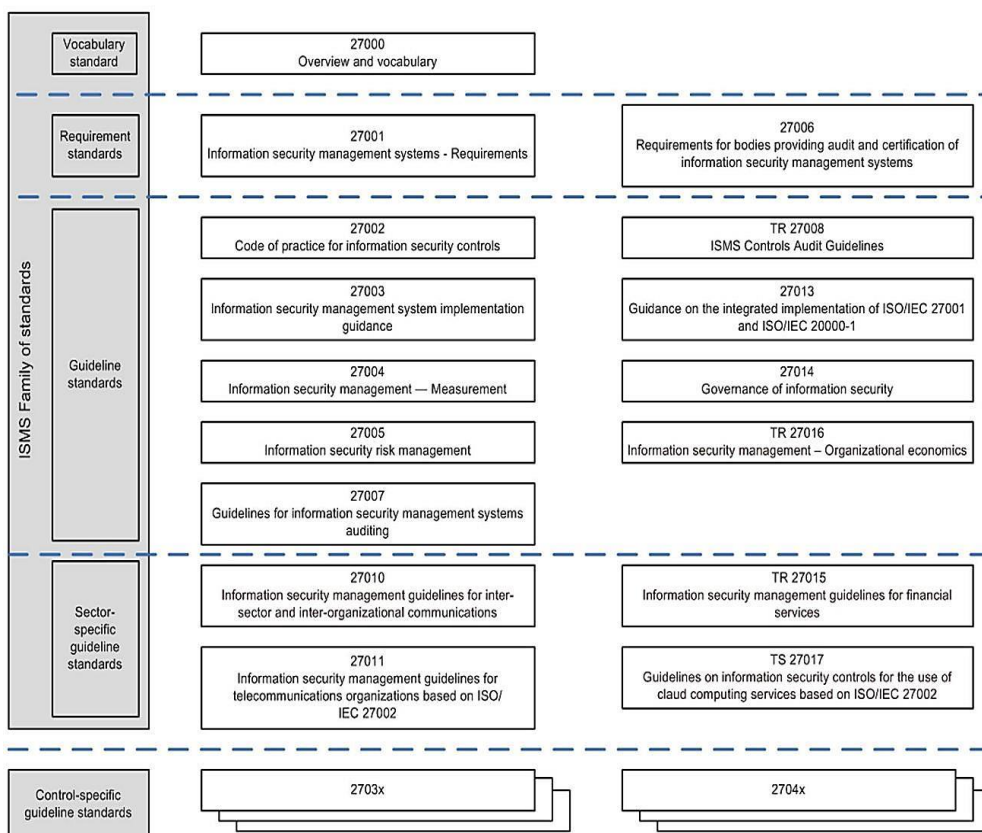 ISMS Family of standards
Vocabulary
standard
27000
Overview and vocabulary
Requirement
standards
27001
Information security management systems - Requirements
27006
Requirements for bodies providing audit and certification of
information security management systems
Guideline
standards
27002
Code of practice for information security controls
TR 27008
ISMS Controls Audit Guidelines
27003
Information security management system implementation
guidance
27013
Guidance on the integrated implementation of ISO/IEC 27001
and ISO/IEC 20000-1
27004
Information security management — Measurement
27014
Governance of information security
27005
Information security risk management
TR 27016
Information security management – Organizational economics
27007
Guidelines for information security management systems
auditing
Sector-
specific
guideline
standards
27010
Information security management guidelines for inter-
sector and inter-organizational communications
TR 27015
Information security management guidelines for financial
services
27011
Information security management guidelines for
telecommunications organizations based on ISO/
IEC 27002
TS 27017
Guidelines on information security controls for the use of
claud computing services based on ISO/IEC 27002
Control-specific
guideline standards
2703x
2704x